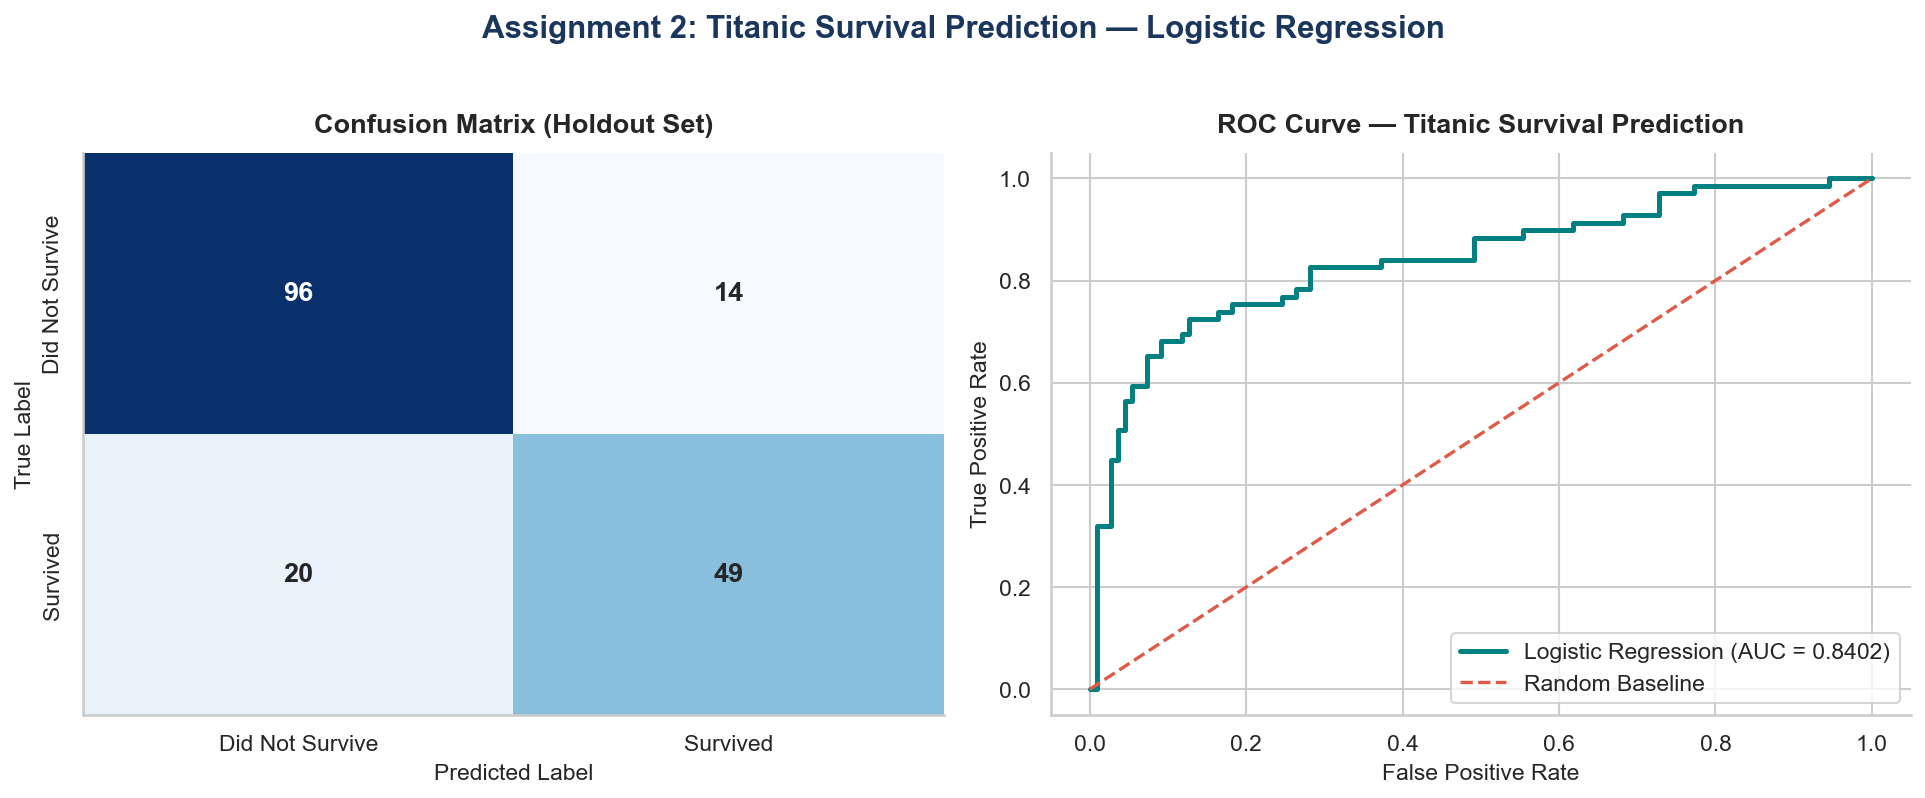 Assignment 2: Titanic Survival Prediction — Logistic Regression
Confusion Matrix (Holdout Set)
True Label
Did Not Survive
Survived
96
14
20
49
Did Not Survive
Survived
Predicted Label
ROC Curve — Titanic Survival Prediction
True Positive Rate
1.0
0.8
0.6
0.4
0.2
0.0
Logistic Regression (AUC = 0.8402)
Random Baseline
0.0
0.2
0.4
0.6
0.8
1.0
False Positive Rate